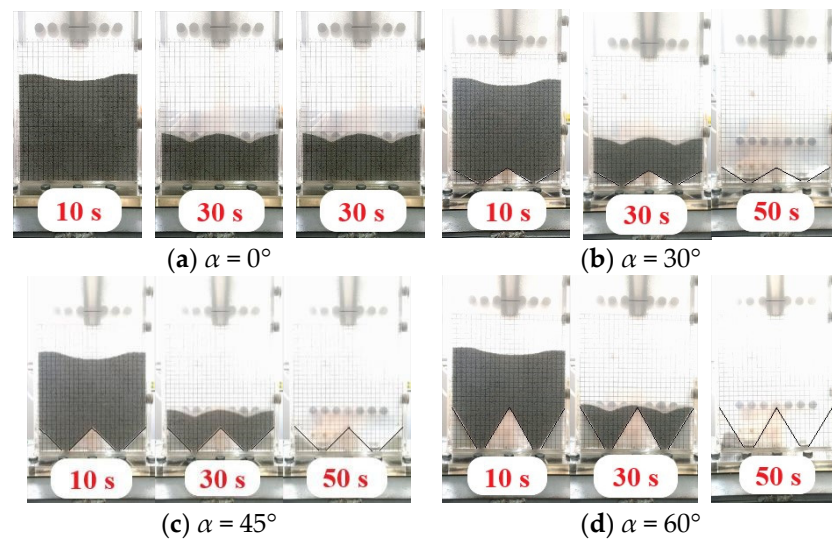 10 s 30 s 30 s 10 s 30 s 50 s
(a) α = 0° (b) α = 30°
10 s 30 s 50 s 10 s 30 s 50 s
(c) α = 45° (d) α = 60°